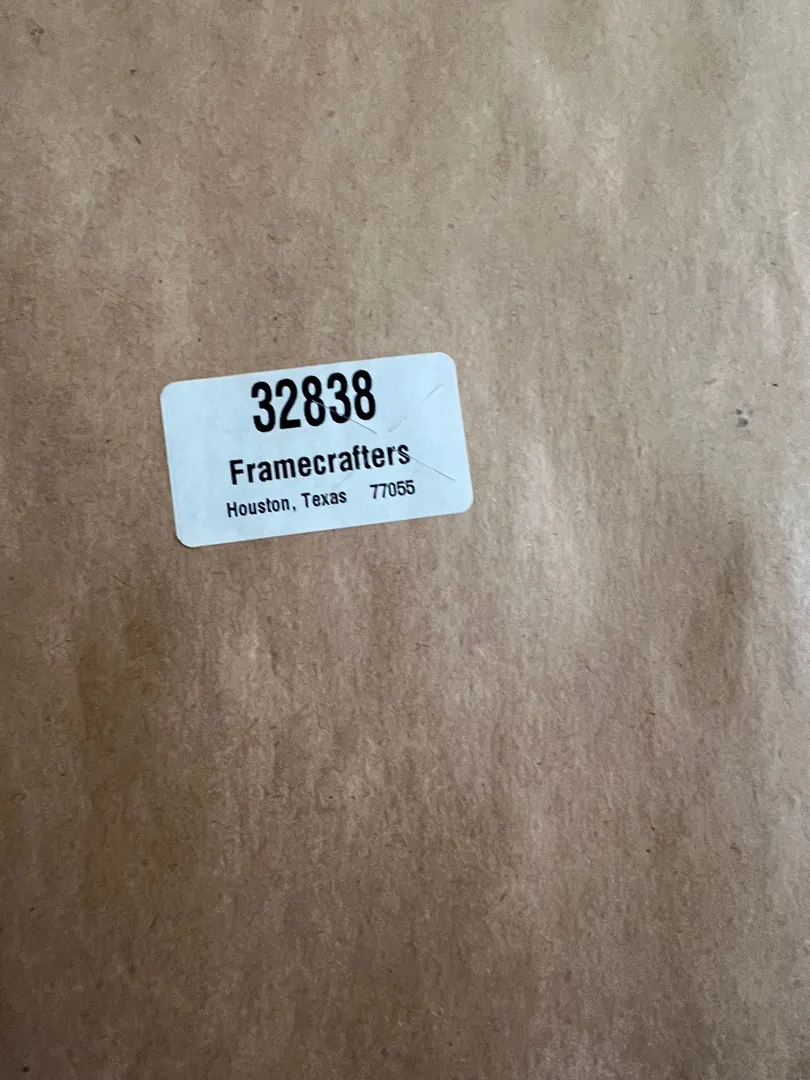 32838
Framecrafters
Houston, Texas 77055